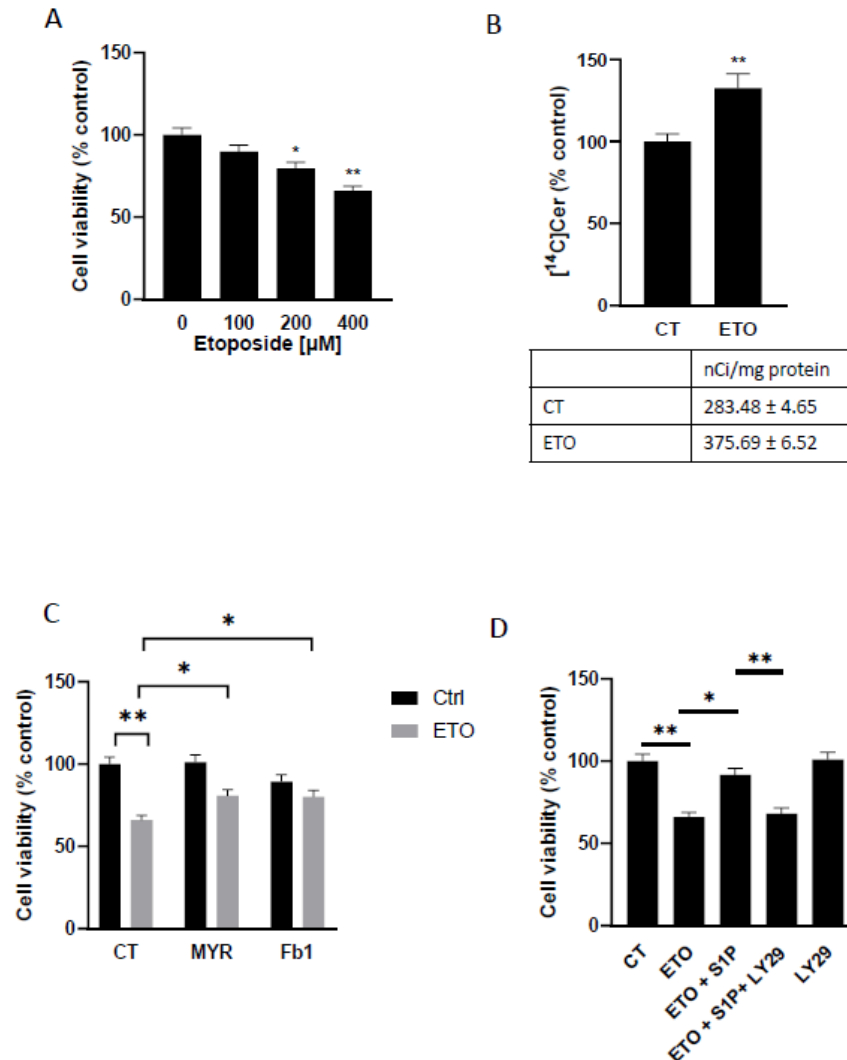 A
Cell viability (% control)
150
100
50
0
*
**
0 100 200 400
Etoposide [µM]
B
[¹⁴C]Cer (% control)
150
100
50
0
**
CT ETO
nCi/mg protein
CT 283.48 ± 4.65
ETO 375.69 ± 6.52
C
Cell viability (% control)
150
100
50
0
*
*
**
CT MYR Fb1
Ctrl
ETO
D
Cell viability (% control)
150
100
50
0
**
*
**
CT
ETO
ETO + S1P
ETO + S1P+ LY29
LY29